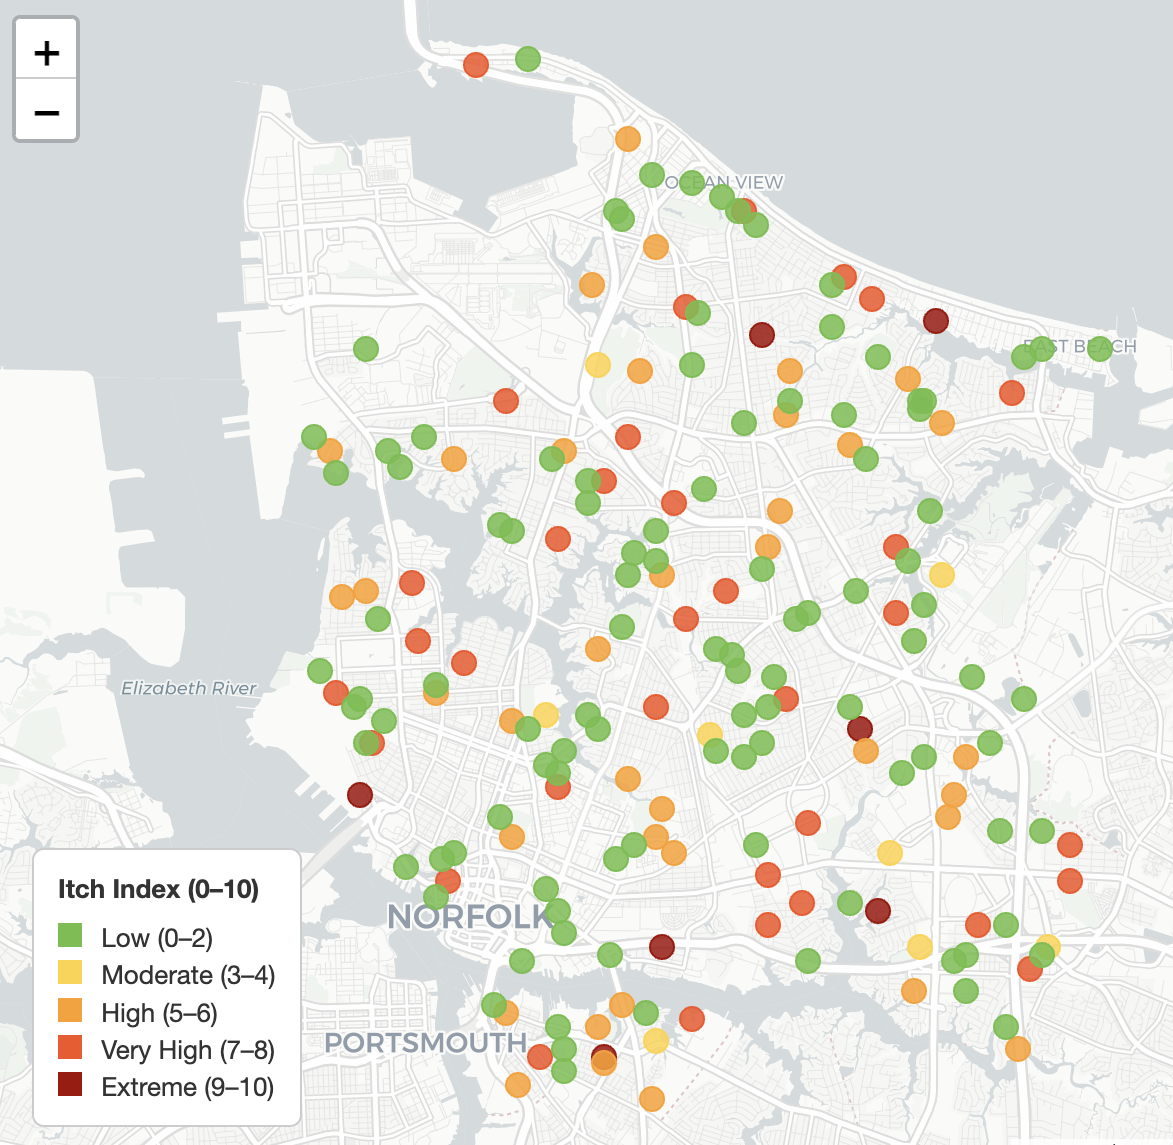 +
−
OCEAN VIEW
EAST BEACH
Elizabeth River
Itch Index (0–10)
Low (0–2)
Moderate (3–4)
High (5–6)
Very High (7–8)
Extreme (9–10)
NORFOLK
PORTSMOUTH